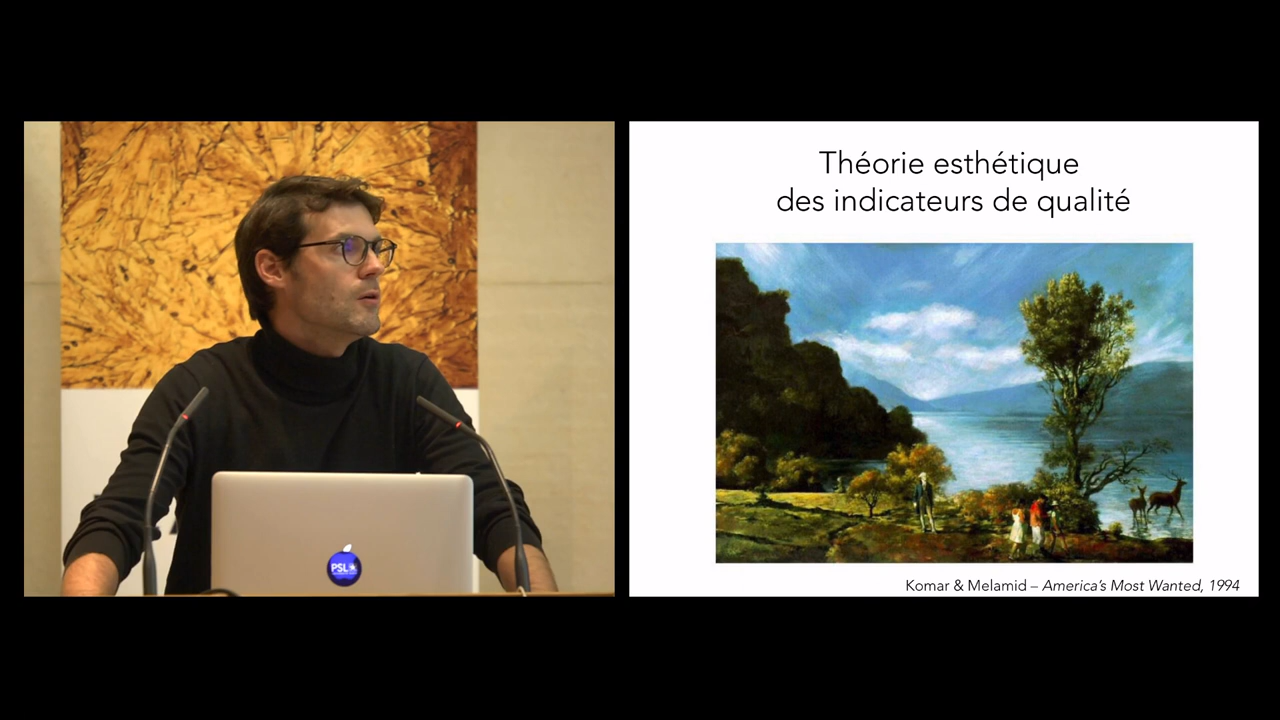 PSL★
Théorie esthétique
des indicateurs de qualité
Komar & Melamid – America's Most Wanted, 1994